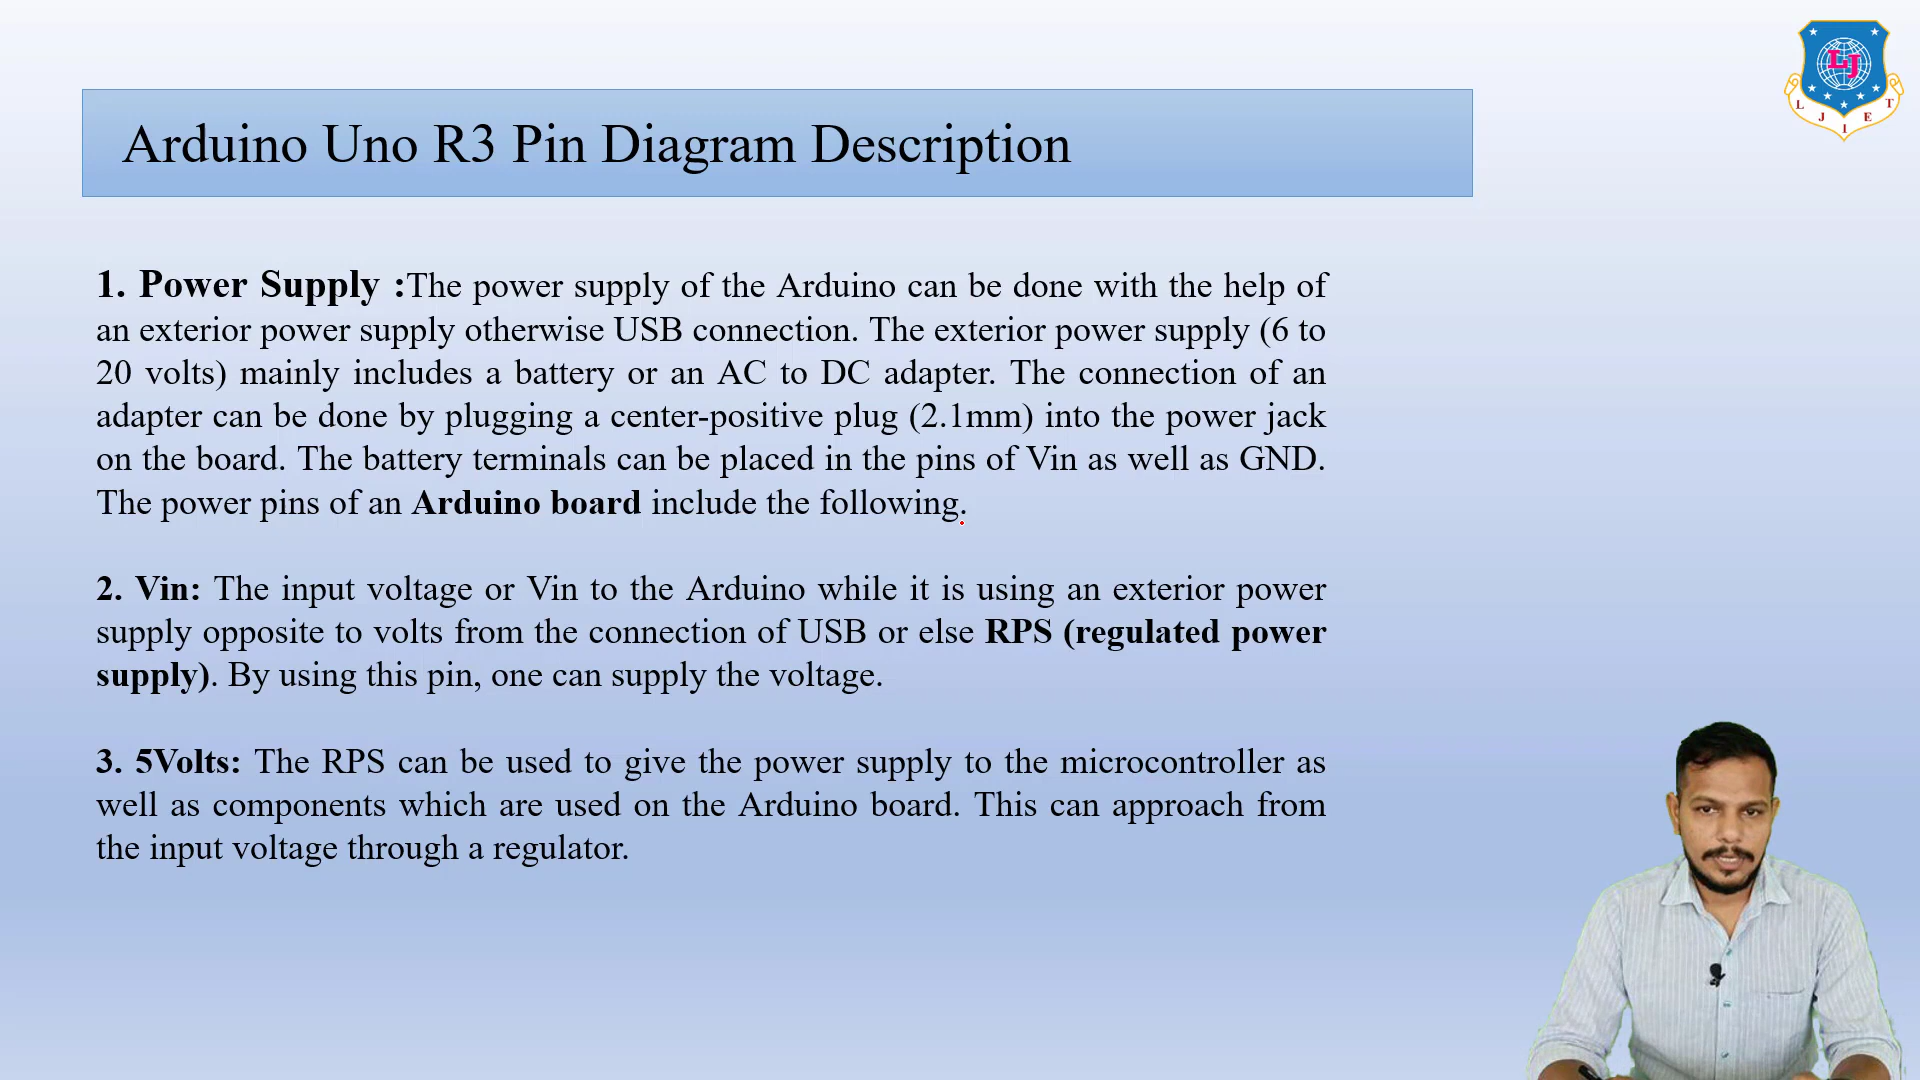 LJ
L J I E T
Arduino Uno R3 Pin Diagram Description
1. Power Supply :The power supply of the Arduino can be done with the help of
an exterior power supply otherwise USB connection. The exterior power supply (6 to
20 volts) mainly includes a battery or an AC to DC adapter. The connection of an
adapter can be done by plugging a center-positive plug (2.1mm) into the power jack
on the board. The battery terminals can be placed in the pins of Vin as well as GND.
The power pins of an Arduino board include the following.
2. Vin: The input voltage or Vin to the Arduino while it is using an exterior power
supply opposite to volts from the connection of USB or else RPS (regulated power
supply). By using this pin, one can supply the voltage.
3. 5Volts: The RPS can be used to give the power supply to the microcontroller as
well as components which are used on the Arduino board. This can approach from
the input voltage through a regulator.